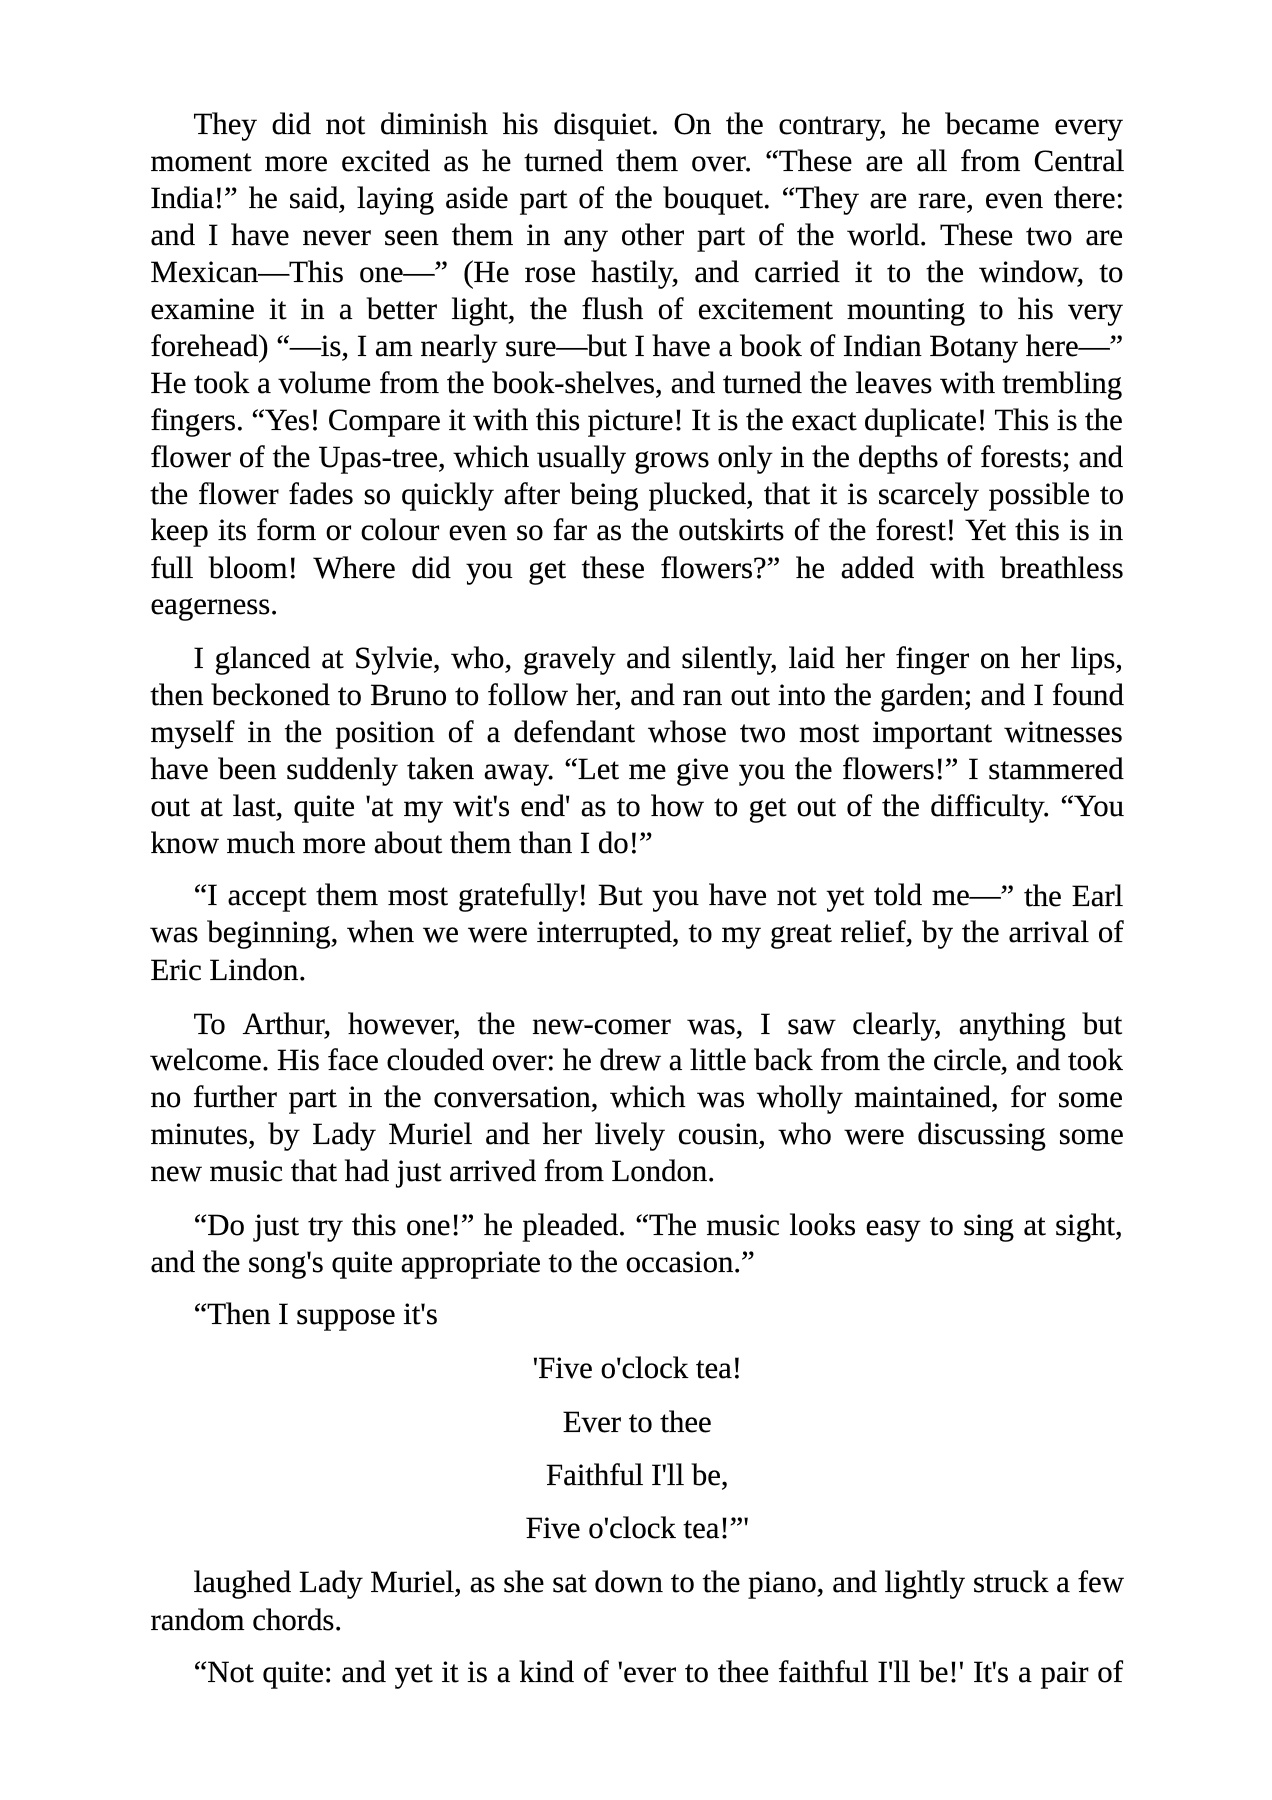 They did not diminish his disquiet. On the contrary, he became every
moment more excited as he turned them over. “These are all from Central
India!” he said, laying aside part of the bouquet. “They are rare, even there:
and I have never seen them in any other part of the world. These two are
Mexican—This one—” (He rose hastily, and carried it to the window, to
examine it in a better light, the flush of excitement mounting to his very
forehead) “—is, I am nearly sure—but I have a book of Indian Botany here—”
He took a volume from the book-shelves, and turned the leaves with trembling
fingers. “Yes! Compare it with this picture! It is the exact duplicate! This is the
flower of the Upas-tree, which usually grows only in the depths of forests; and
the flower fades so quickly after being plucked, that it is scarcely possible to
keep its form or colour even so far as the outskirts of the forest! Yet this is in
full bloom! Where did you get these flowers?” he added with breathless
eagerness.
I glanced at Sylvie, who, gravely and silently, laid her finger on her lips,
then beckoned to Bruno to follow her, and ran out into the garden; and I found
myself in the position of a defendant whose two most important witnesses
have been suddenly taken away. “Let me give you the flowers!” I stammered
out at last, quite 'at my wit's end' as to how to get out of the difficulty. “You
know much more about them than I do!”
“I accept them most gratefully! But you have not yet told me—” the Earl
was beginning, when we were interrupted, to my great relief, by the arrival of
Eric Lindon.
To Arthur, however, the new-comer was, I saw clearly, anything but
welcome. His face clouded over: he drew a little back from the circle, and took
no further part in the conversation, which was wholly maintained, for some
minutes, by Lady Muriel and her lively cousin, who were discussing some
new music that had just arrived from London.
“Do just try this one!” he pleaded. “The music looks easy to sing at sight,
and the song's quite appropriate to the occasion.”
“Then I suppose it's
'Five o'clock tea!
Ever to thee
Faithful I'll be,
Five o'clock tea!”'
laughed Lady Muriel, as she sat down to the piano, and lightly struck a few
random chords.
“Not quite: and yet it is a kind of 'ever to thee faithful I'll be!' It's a pair of